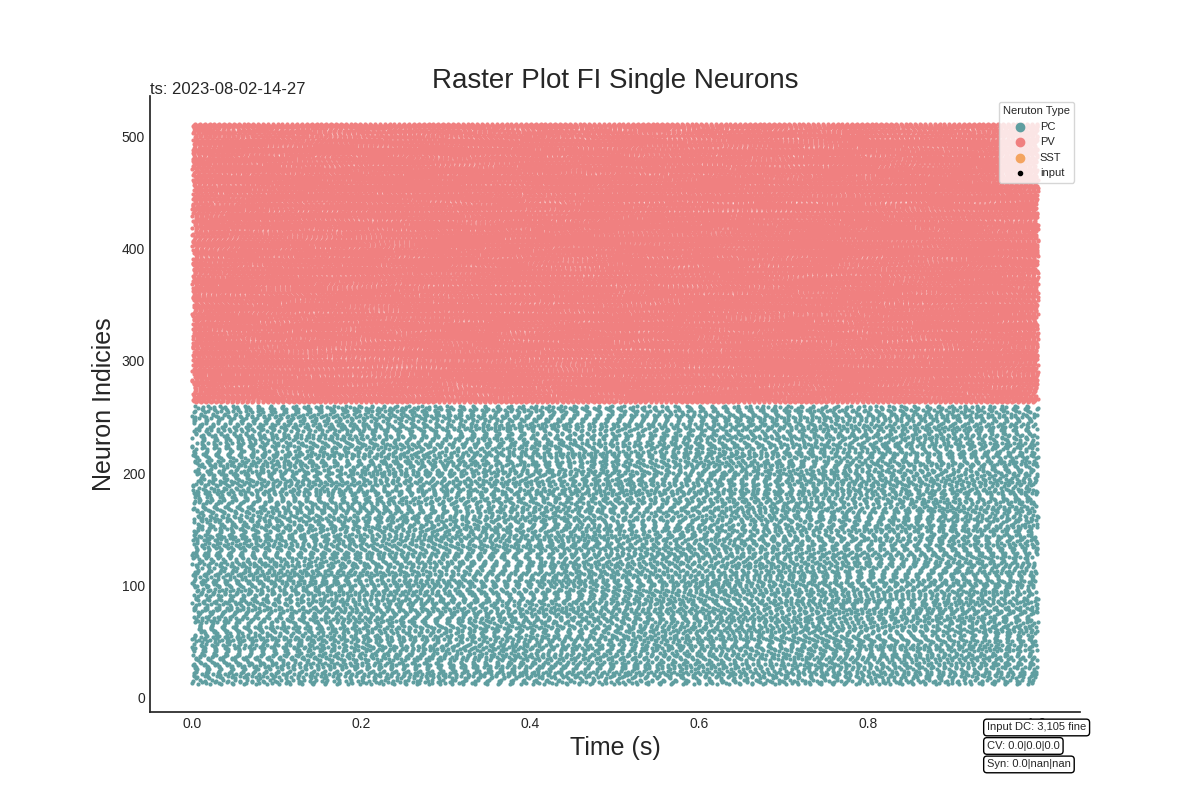 Raster Plot FI Single Neurons
ts: 2023-08-02-14-27
Neruton Type
PC
PV
SST
input
500
400
300
200
100
0
Neuron Indicies
0.0 0.2 0.4 0.6 0.8
Time (s)
Input DC: 3,105 fine
CV: 0.0|0.0|0.0
Syn: 0.0|nan|nan